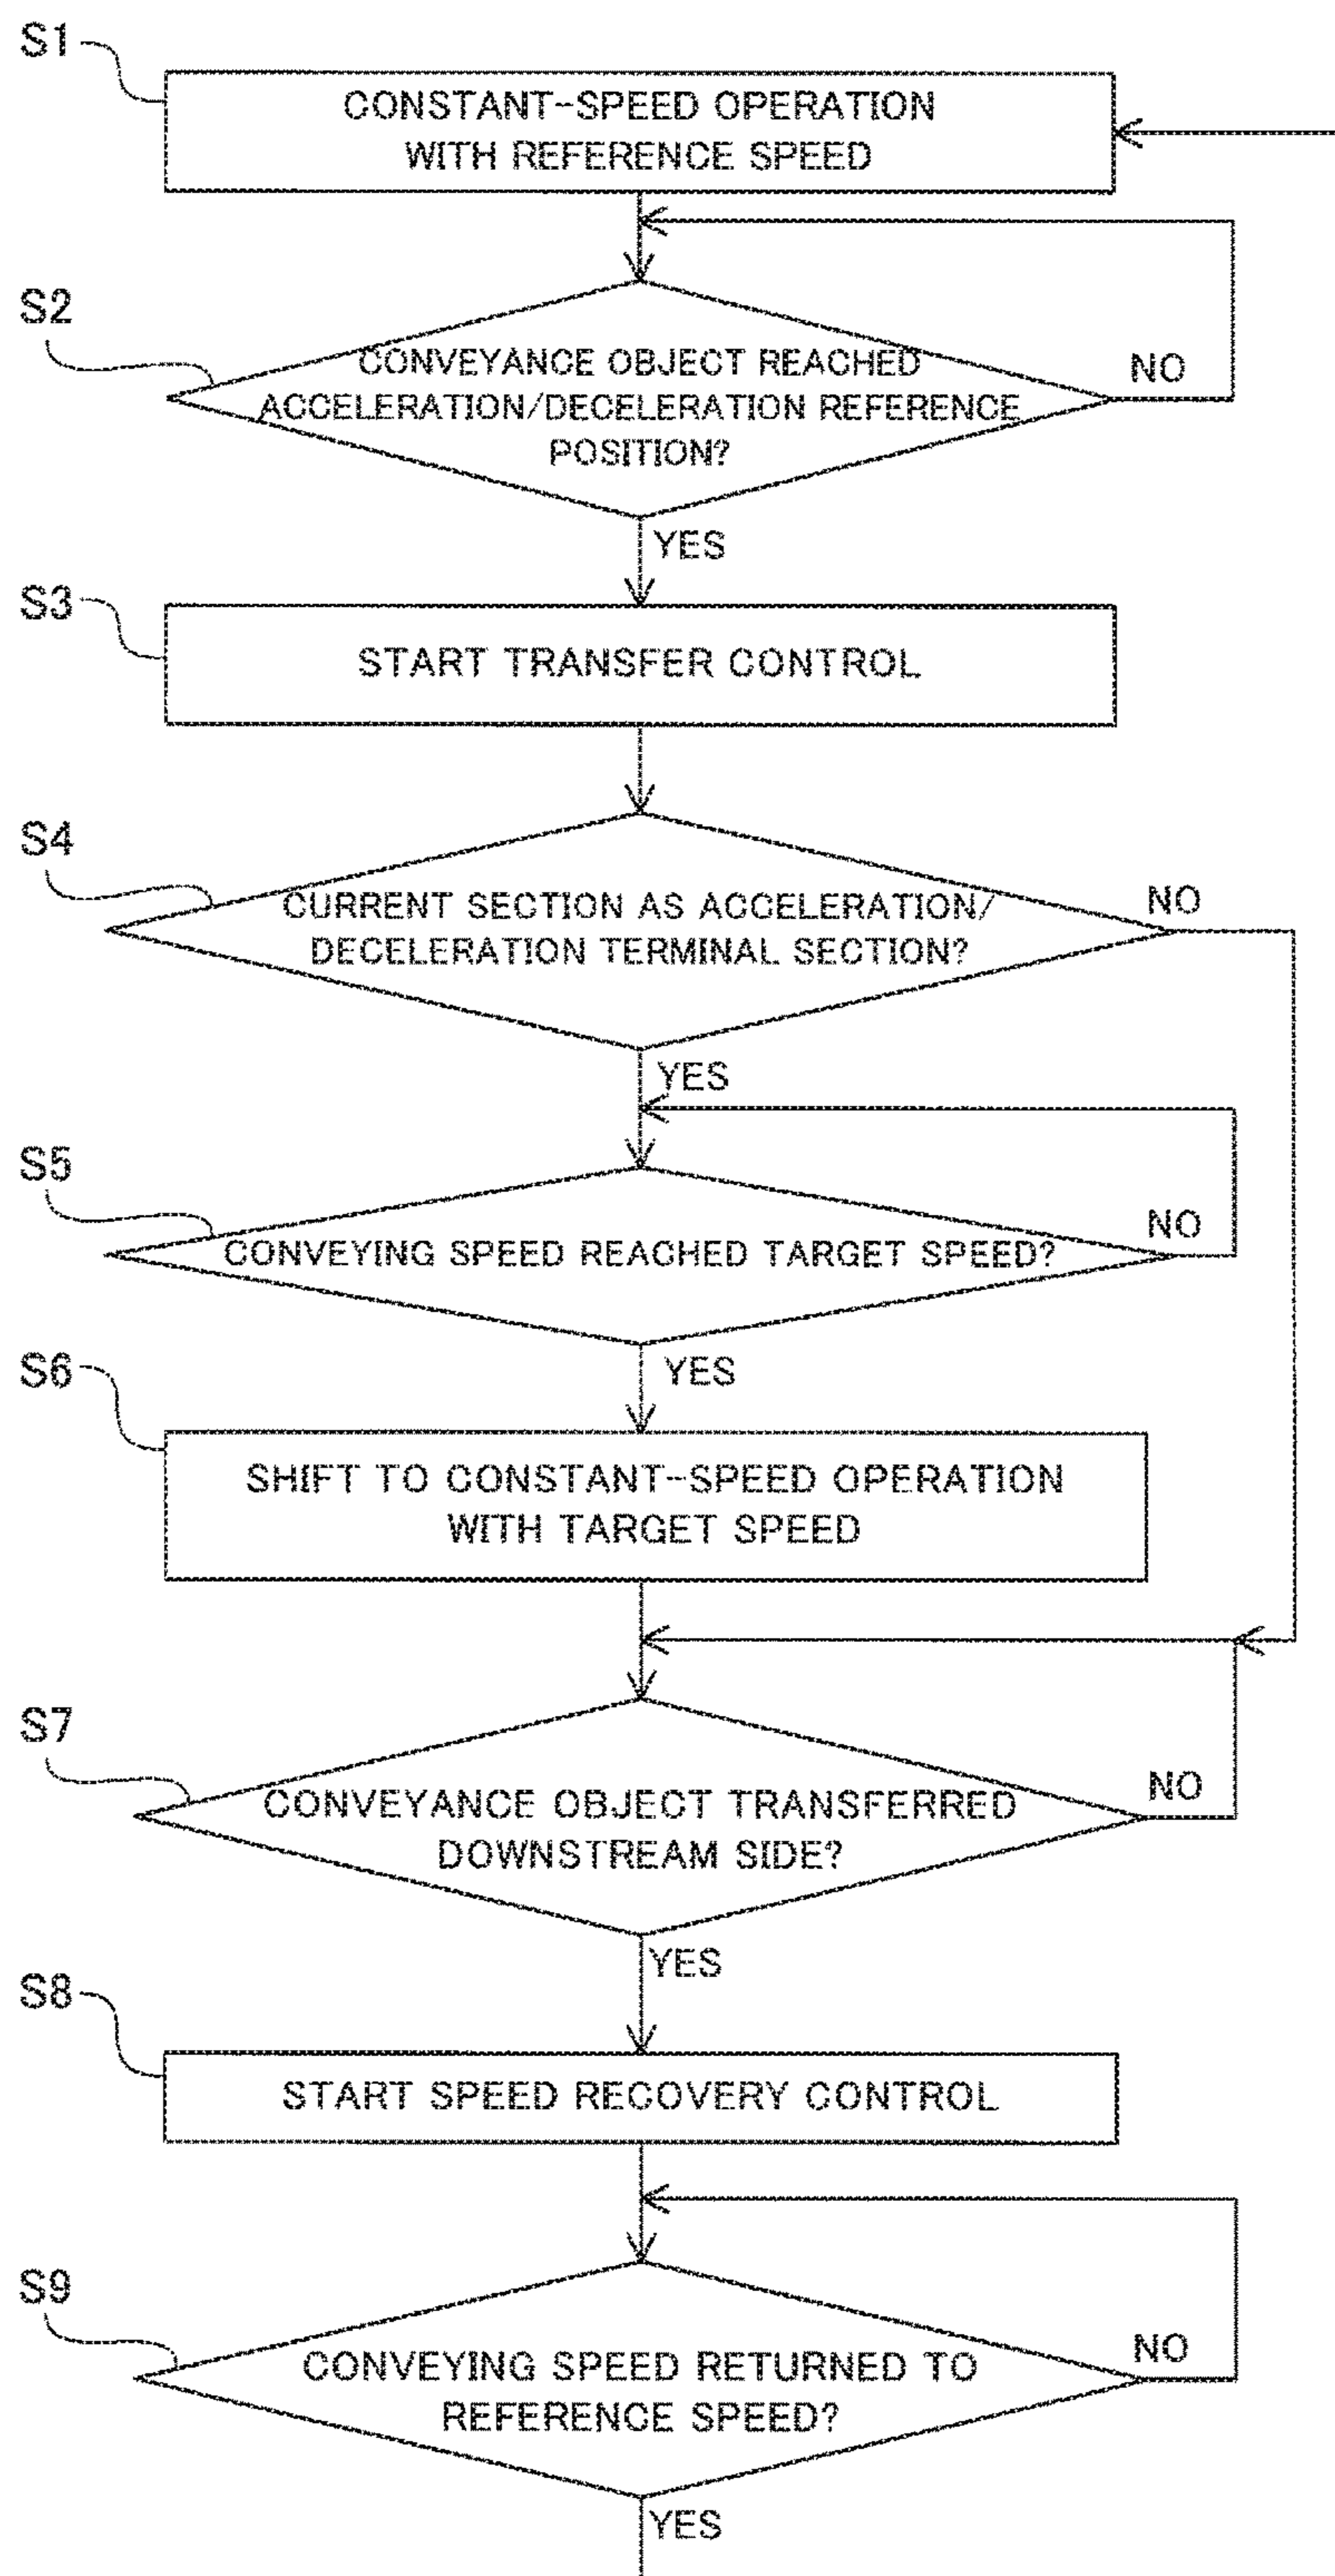 S1
CONSTANT-SPEED OPERATION
WITH REFERENCE SPEED
S2
CONVEYANCE OBJECT REACHED
ACCELERATION/DECELERATION REFERENCE
POSITION?
NO
YES
S3
START TRANSFER CONTROL
S4
CURRENT SECTION AS ACCELERATION/
DECELERATION TERMINAL SECTION?
NO
YES
S5
CONVEYING SPEED REACHED TARGET SPEED?
NO
YES
S6
SHIFT TO CONSTANT-SPEED OPERATION
WITH TARGET SPEED
S7
CONVEYANCE OBJECT TRANSFERRED
DOWNSTREAM SIDE?
NO
YES
S8
START SPEED RECOVERY CONTROL
S9
CONVEYING SPEED RETURNED TO
REFERENCE SPEED?
NO
YES